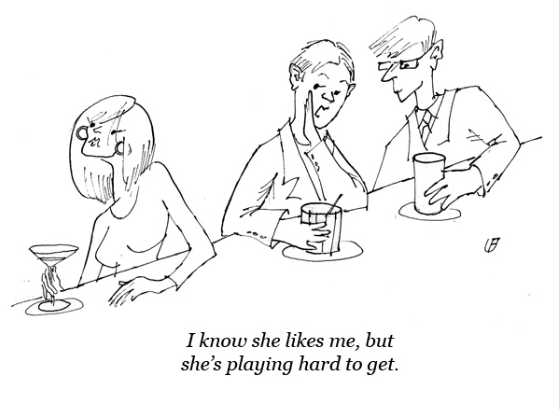 I know she likes me, but
she's playing hard to get.